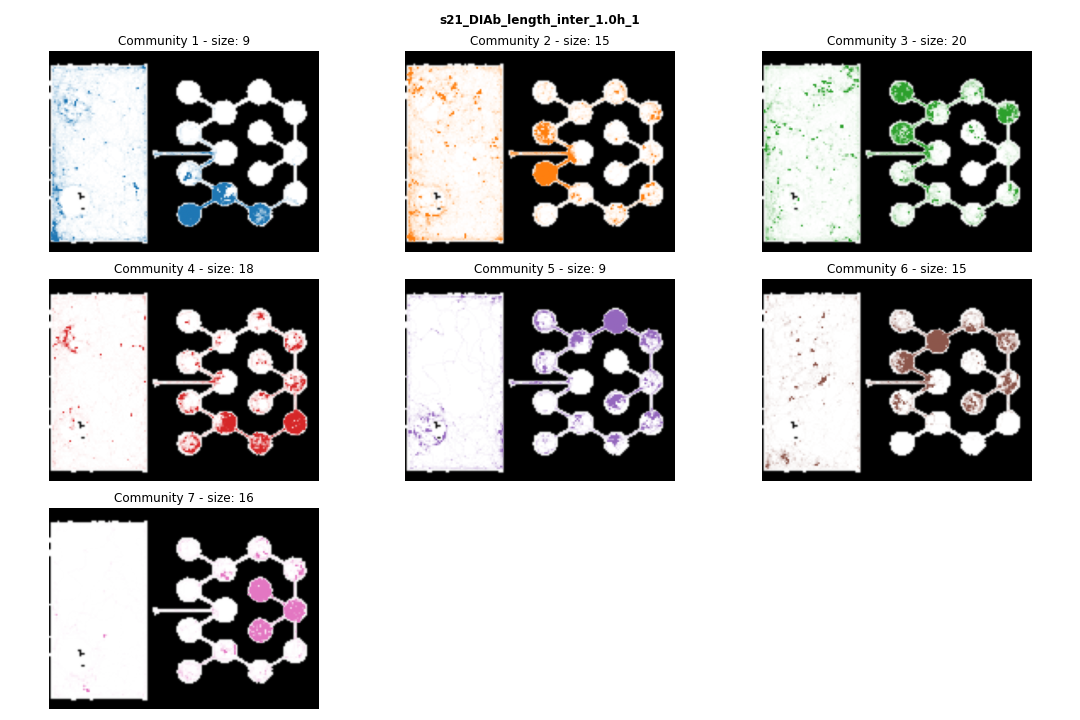 s21_DIAb_length_inter_1.0h_1
Community 1 - size: 9
Community 2 - size: 15
Community 3 - size: 20
Community 4 - size: 18
Community 5 - size: 9
Community 6 - size: 15
Community 7 - size: 16